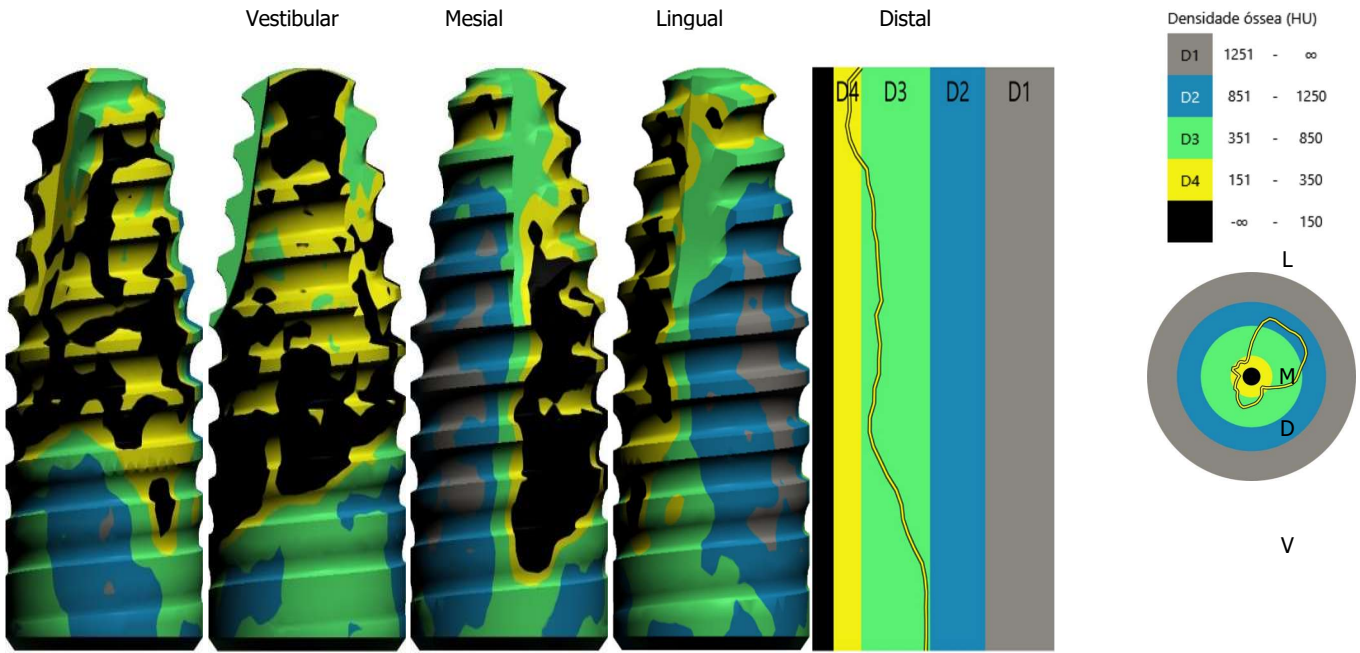 Vestibular Mesial Lingual Distal
D4 D3 D2 D1
Densidade óssea (HU)
D1 1251 - ∞
D2 851 - 1250
D3 351 - 850
D4 151 - 350
-∞ - 150
L
M
D
V